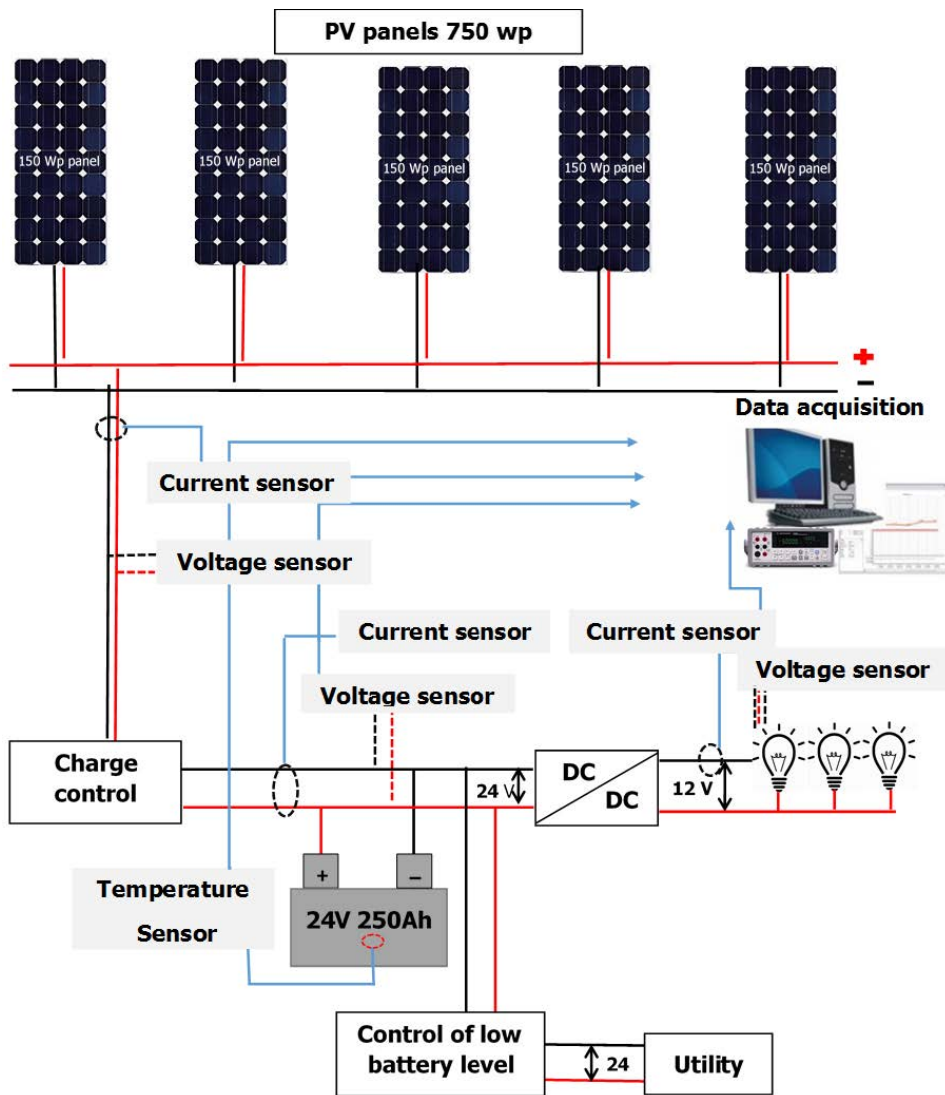 PV panels 750 wp
150 Wp panel
150 Wp panel
150 Wp panel
150 Wp panel
150 Wp panel
+
−
Data acquisition
Current sensor
Voltage sensor
Current sensor
Current sensor
Voltage sensor
Voltage sensor
Charge
control
24 V
DC
DC
12 V
+
−
24V 250Ah
Temperature
Sensor
Control of low
battery level
24
Utility